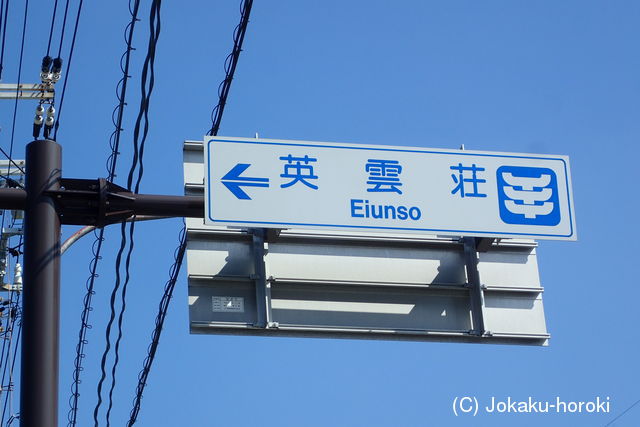 ← 英雲荘
Eiunso
(C) Jokaku-horoki